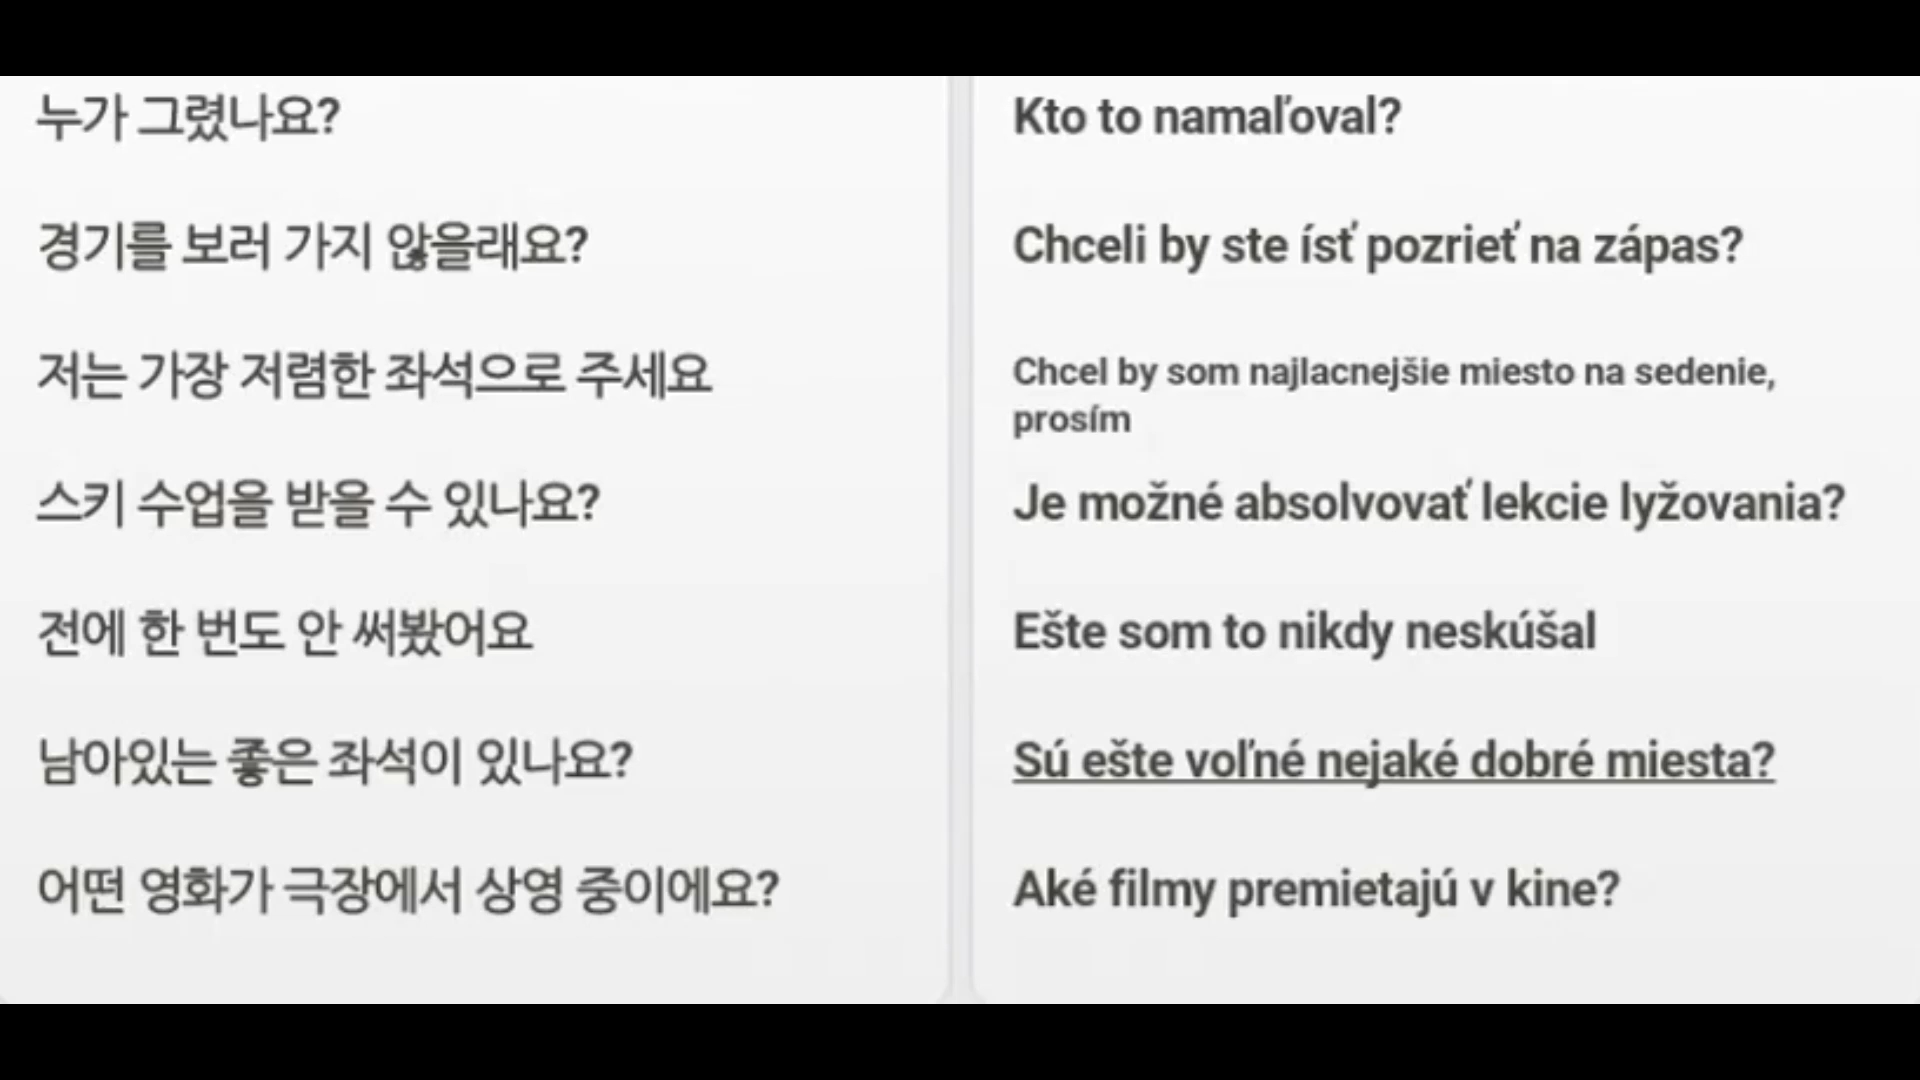 누가 그렸나요?
Kto to namaľoval?
경기를 보러 가지 않을래요?
Chceli by ste ísť pozrieť na zápas?
저는 가장 저렴한 좌석으로 주세요
Chcel by som najlacnejšie miesto na sedenie,
prosím
스키 수업을 받을 수 있나요?
Je možné absolvovať lekcie lyžovania?
전에 한 번도 안 써봤어요
Ešte som to nikdy neskúšal
남아있는 좋은 좌석이 있나요?
Sú ešte voľné nejaké dobré miesta?
어떤 영화가 극장에서 상영 중이에요?
Aké filmy premietajú v kine?